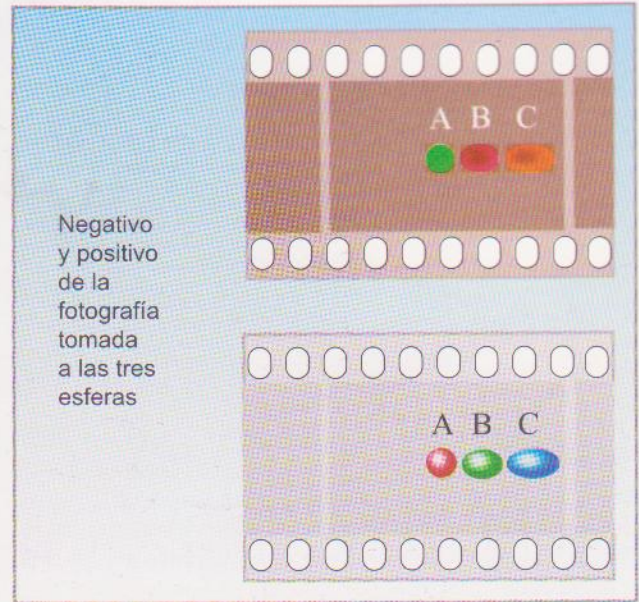 Negativo
y positivo
de la
fotografía
tomada
a las tres
esferas
A B C
A B C